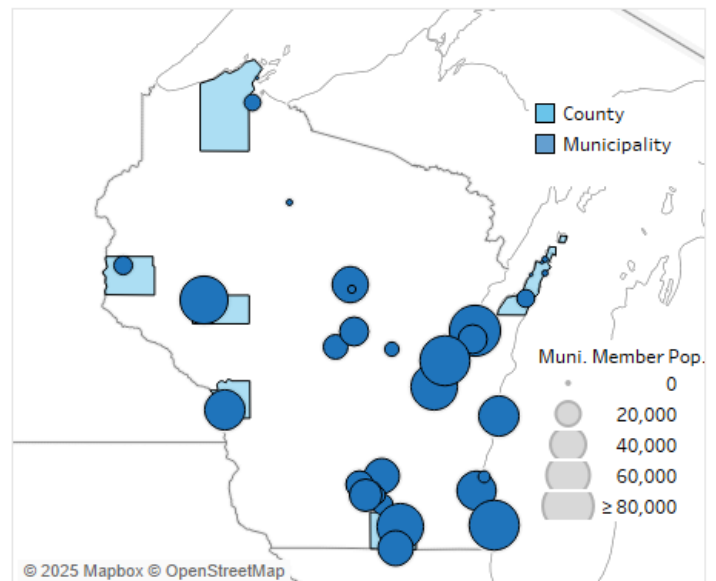 County
Municipality
Muni. Member Pop.
0
20,000
40,000
60,000
≥ 80,000
© 2025 Mapbox © OpenStreetMap